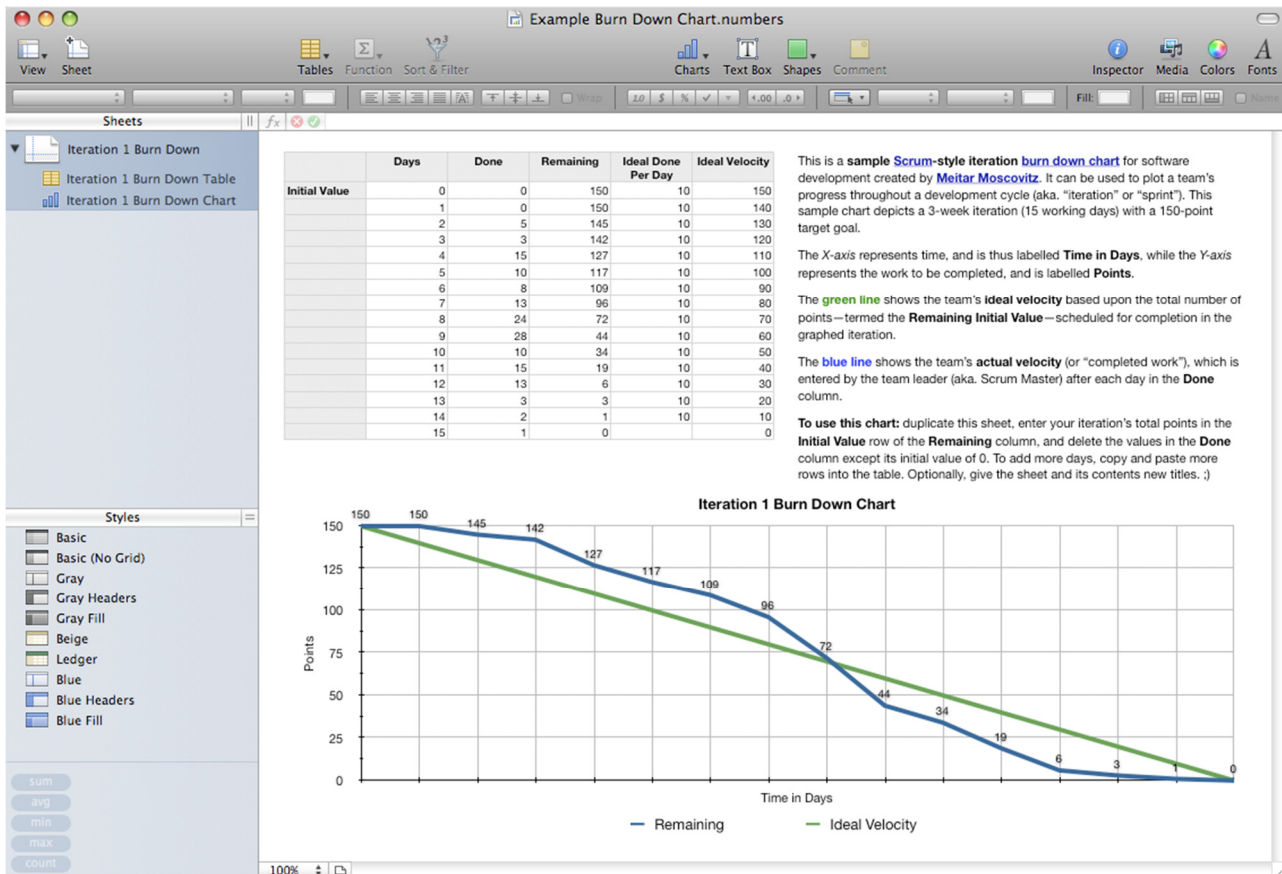 Example Burn Down Chart.numbers
View Sheet Tables Function Sort & Filter Charts Text Box Shapes Comment Inspector Media Colors Fonts
Wrap 1.0 $ % .00 .0 Fill: Name
Sheets fx
Iteration 1 Burn Down
Iteration 1 Burn Down Table
Iteration 1 Burn Down Chart
Days Done Remaining Ideal Done Per Day Ideal Velocity
Initial Value 0 0 150 10 150
1 0 150 10 140
2 5 145 10 130
3 3 142 10 120
4 15 127 10 110
5 10 117 10 100
6 8 109 10 90
7 13 96 10 80
8 24 72 10 70
9 28 44 10 60
10 10 34 10 50
11 15 19 10 40
12 13 6 10 30
13 3 3 10 20
14 2 1 10 10
15 1 0 0
This is a sample Scrum-style iteration burn down chart for software
development created by Meitar Moscovitz. It can be used to plot a team's
progress throughout a development cycle (aka. “iteration” or “sprint”). This
sample chart depicts a 3-week iteration (15 working days) with a 150-point
target goal.
The X-axis represents time, and is thus labelled Time in Days, while the Y-axis
represents the work to be completed, and is labelled Points.
The green line shows the team's ideal velocity based upon the total number of
points—termed the Remaining Initial Value—scheduled for completion in the
graphed iteration.
The blue line shows the team's actual velocity (or “completed work”), which is
entered by the team leader (aka. Scrum Master) after each day in the Done
column.
To use this chart: duplicate this sheet, enter your iteration's total points in the
Initial Value row of the Remaining column, and delete the values in the Done
column except its initial value of 0. To add more days, copy and paste more
rows into the table. Optionally, give the sheet and its contents new titles. ;)
Styles
Basic
Basic (No Grid)
Gray
Gray Headers
Gray Fill
Beige
Ledger
Blue
Blue Headers
Blue Fill
sum
avg
min
max
count
Iteration 1 Burn Down Chart
150 150 145 142 127 117 109 96 72 44 34 19 6 3 1 0
150
125
100
75
50
25
0
Points
Time in Days
Remaining Ideal Velocity
100%